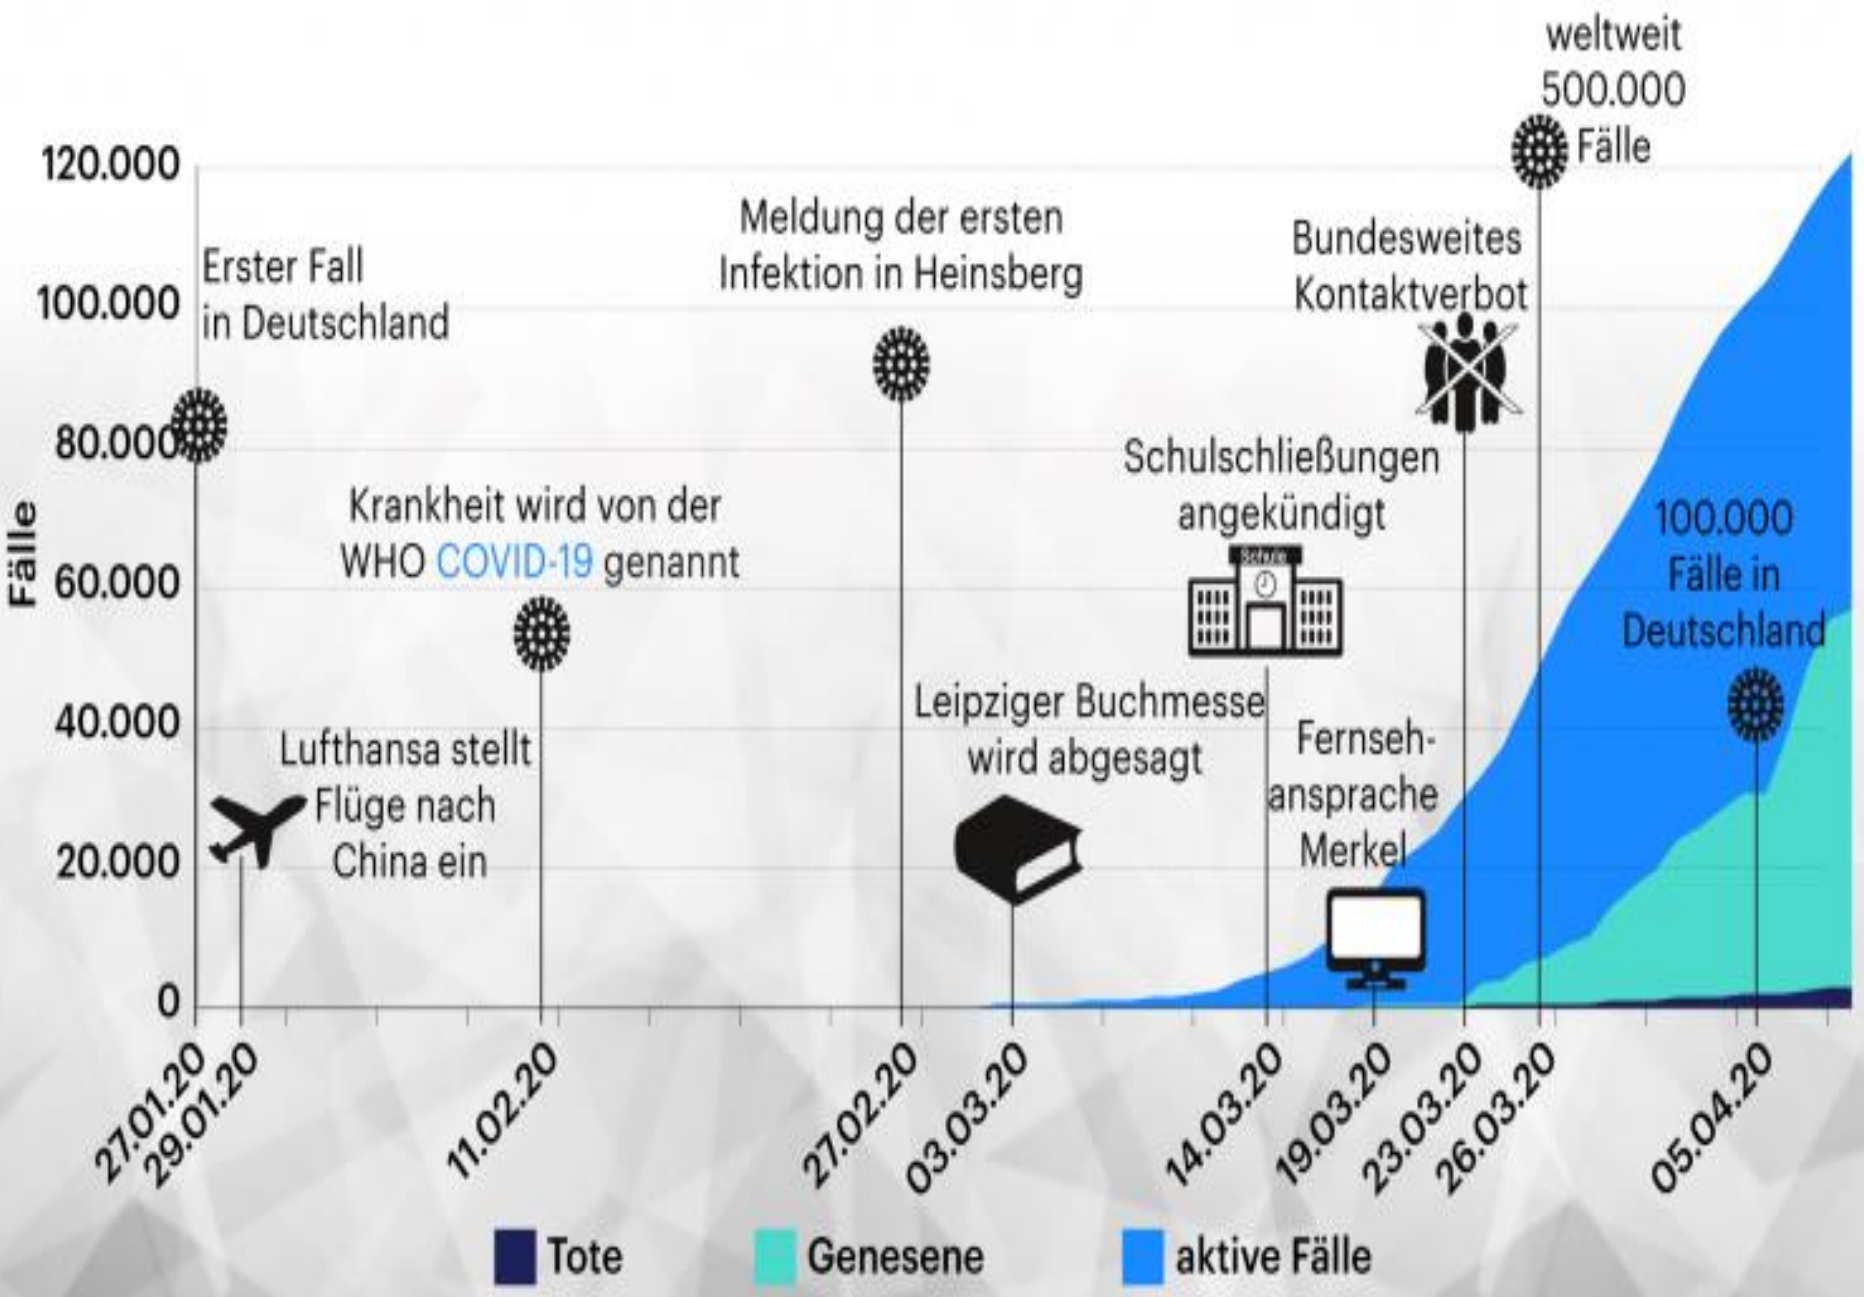 weltweit
500.000
Fälle
120.000
100.000
80.000
60.000
40.000
20.000
0
Fälle
Erster Fall
in Deutschland
Lufthansa stellt
Flüge nach
China ein
Krankheit wird von der
WHO COVID-19 genannt
Meldung der ersten
Infektion in Heinsberg
Leipziger Buchmesse
wird abgesagt
Schulschließungen
angekündigt
Schule
Fernseh-
ansprache
Merkel
Bundesweites
Kontaktverbot
100.000
Fälle in
Deutschland
27.01.20
29.01.20
11.02.20
27.02.20
03.03.20
14.03.20
19.03.20
23.03.20
26.03.20
05.04.20
Tote
Genesene
aktive Fälle